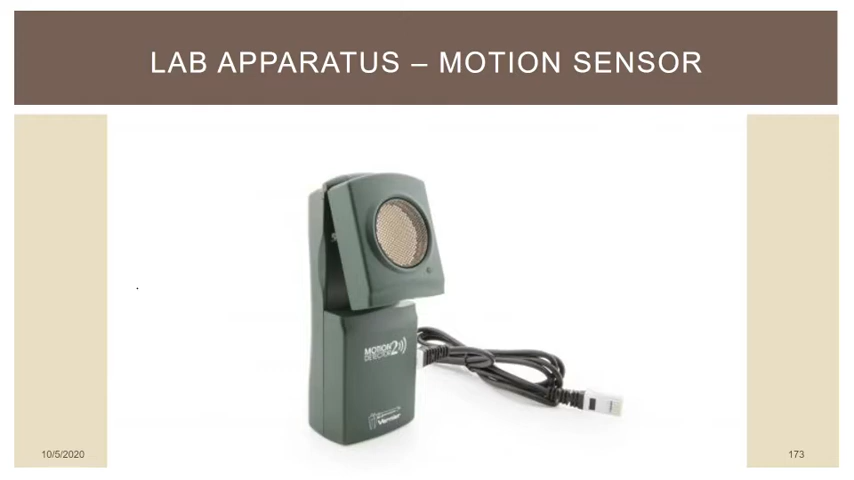 LAB APPARATUS – MOTION SENSOR
MOTION
DETECTOR 2
Vernier
10/5/2020
173